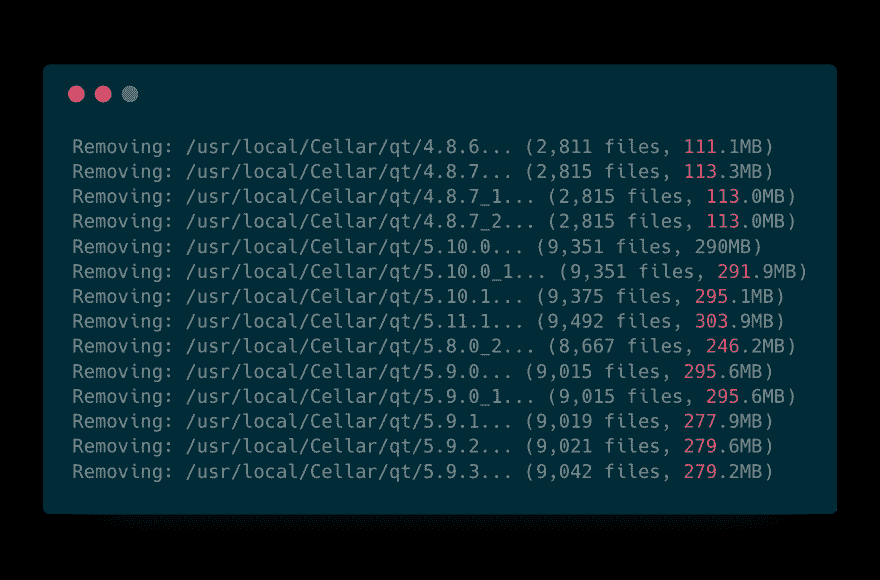 Removing: /usr/local/Cellar/qt/4.8.6... (2,811 files, 111.1MB)
Removing: /usr/local/Cellar/qt/4.8.7... (2,815 files, 113.3MB)
Removing: /usr/local/Cellar/qt/4.8.7_1... (2,815 files, 113.0MB)
Removing: /usr/local/Cellar/qt/4.8.7_2... (2,815 files, 113.0MB)
Removing: /usr/local/Cellar/qt/5.10.0... (9,351 files, 290MB)
Removing: /usr/local/Cellar/qt/5.10.0_1... (9,351 files, 291.9MB)
Removing: /usr/local/Cellar/qt/5.10.1... (9,375 files, 295.1MB)
Removing: /usr/local/Cellar/qt/5.11.1... (9,492 files, 303.9MB)
Removing: /usr/local/Cellar/qt/5.8.0_2... (8,667 files, 246.2MB)
Removing: /usr/local/Cellar/qt/5.9.0... (9,015 files, 295.6MB)
Removing: /usr/local/Cellar/qt/5.9.0_1... (9,015 files, 295.6MB)
Removing: /usr/local/Cellar/qt/5.9.1... (9,019 files, 277.9MB)
Removing: /usr/local/Cellar/qt/5.9.2... (9,021 files, 279.6MB)
Removing: /usr/local/Cellar/qt/5.9.3... (9,042 files, 279.2MB)